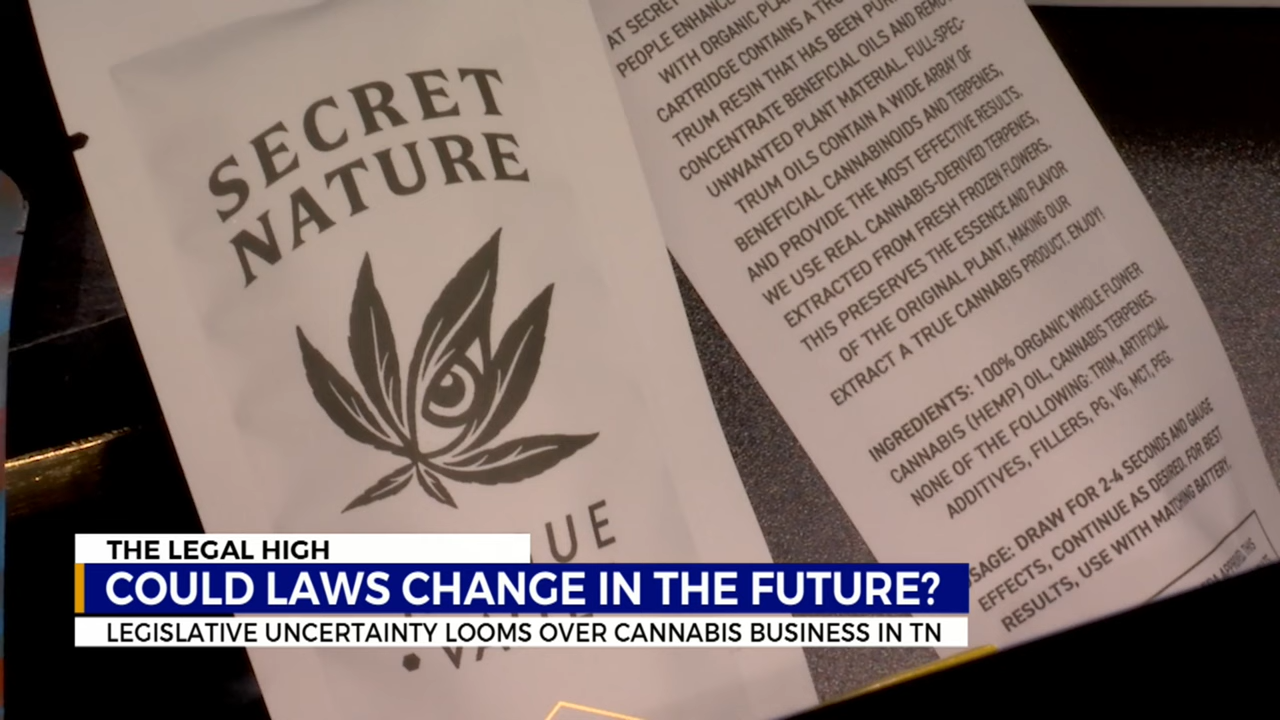 SECRET
NATURE
UE
AT SECRET
PEOPLE ENHANCE
WITH ORGANIC
CARTRIDGE CONTAINS A
TRUM RESIN THAT HAS BEEN
CONCENTRATE BENEFICIAL OILS AND
UNWANTED PLANT MATERIAL. FULL-SPEC-
TRUM OILS CONTAIN A WIDE ARRAY OF
BENEFICIAL CANNABINOIDS AND TERPENES,
AND PROVIDE THE MOST EFFECTIVE RESULTS.
WE USE REAL CANNABIS-DERIVED TERPENES,
EXTRACTED FROM FRESH FROZEN FLOWERS.
THIS PRESERVES THE ESSENCE AND FLAVOR
OF THE ORIGINAL PLANT, MAKING OUR
EXTRACT A TRUE CANNABIS PRODUCT. ENJOY!
INGREDIENTS: 100% ORGANIC WHOLE FLOWER
CANNABIS (HEMP) OIL, CANNABIS TERPENES.
NONE OF THE FOLLOWING: TRIM, ARTIFICIAL
ADDITIVES, FILLERS, PG, VG, MCT, PEG.
SAGE: DRAW FOR 2-4 SECONDS AND GAUGE
EFFECTS, CONTINUE AS DESIRED. FOR BEST
RESULTS, USE WITH MATCHING BATTERY.
THE LEGAL HIGH
COULD LAWS CHANGE IN THE FUTURE?
LEGISLATIVE UNCERTAINTY LOOMS OVER CANNABIS BUSINESS IN TN